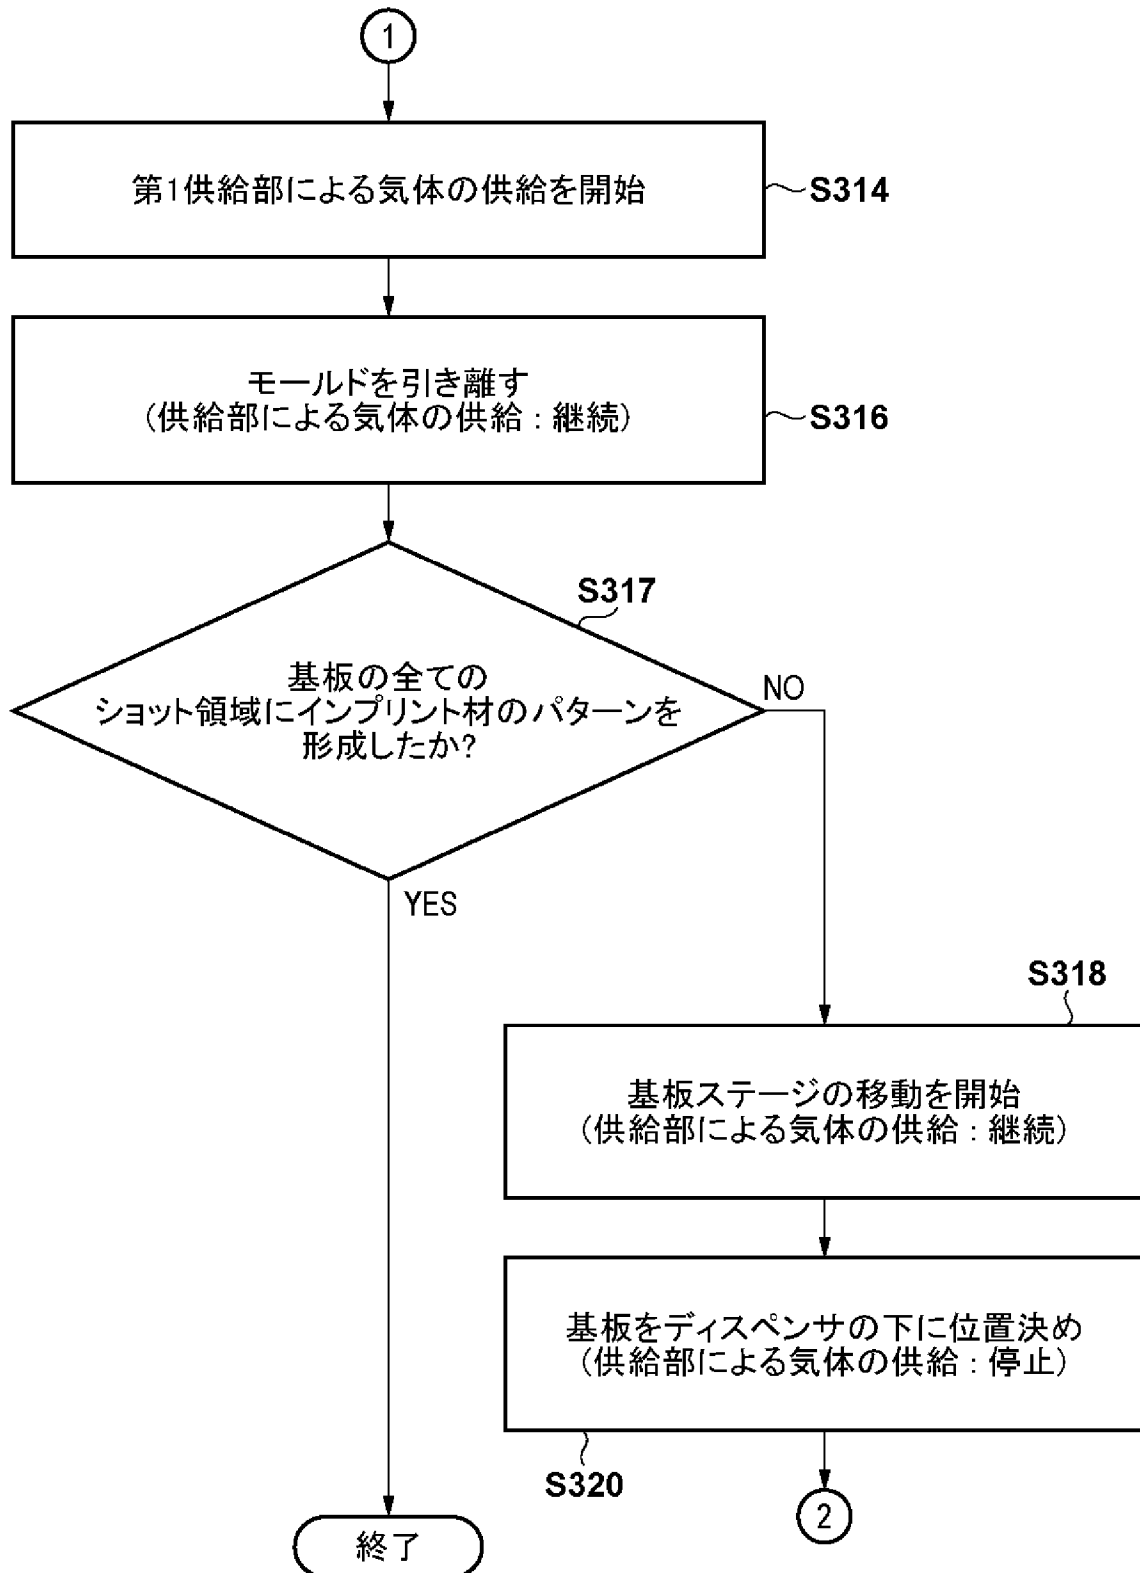 1
第1供給部による気体の供給を開始
S314
モールドを引き離す
(供給部による気体の供給：継続)
S316
S317
基板の全ての
ショット領域にインプリント材のパターンを
形成したか?
NO
YES
S318
基板ステージの移動を開始
(供給部による気体の供給：継続)
基板をディスペンサの下に位置決め
(供給部による気体の供給：停止)
S320
2
終了